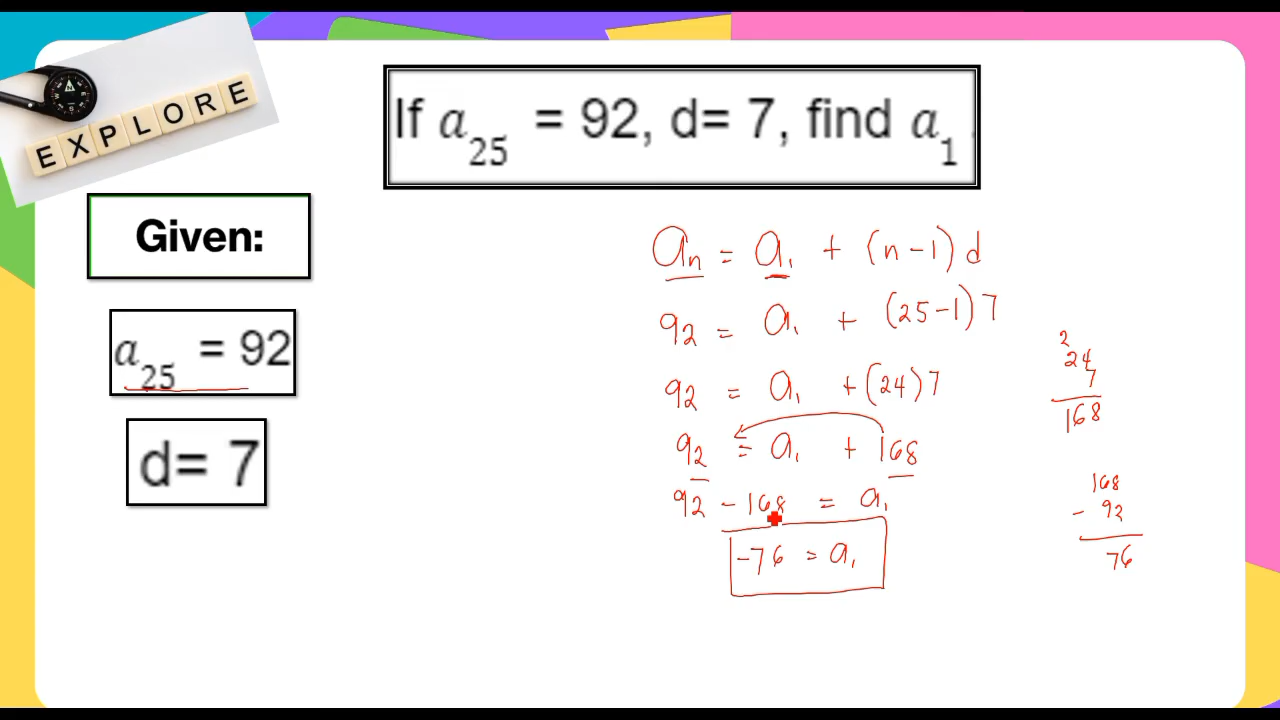 EXPLORE
If a₂₅ = 92, d= 7, find a₁.
Given:
a₂₅ = 92
d= 7
aₙ = a₁ + (n-1)d
92 = a₁ + (25-1)7
92 = a₁ + (24)7
92 = a₁ + 168
92 - 168 = a₁
-76 = a₁
2
24
7
168
168
- 92
76